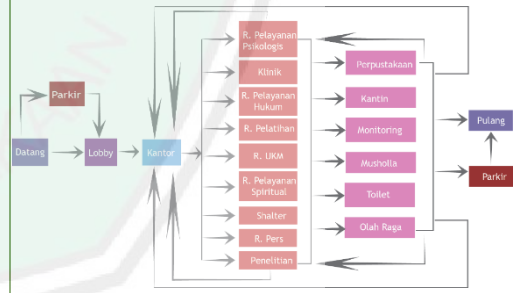 Datang
Parkir
Lobby
Kantor
R. Pelayanan
Psikologis
Klinik
R. Pelayanan
Hukum
R. Pelatihan
R. UKM
R. Pelayanan
Spiritual
Shalter
R. Pers
Penelitian
Perpustakaan
Kantin
Monitoring
Musholla
Toilet
Olah Raga
Pulang
Parkir